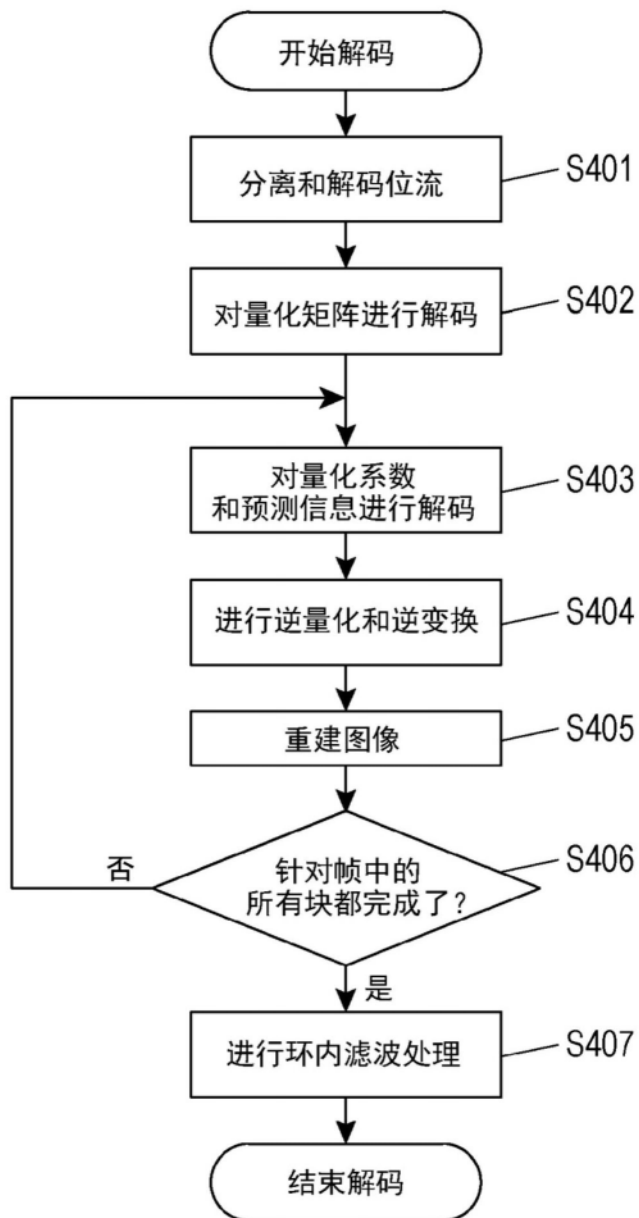 开始解码
分离和解码位流
S401
对量化矩阵进行解码
S402
对量化系数
和预测信息进行解码
S403
进行逆量化和逆变换
S404
重建图像
S405
针对帧中的
所有块都完成了?
S406
否
是
进行环内滤波处理
S407
结束解码